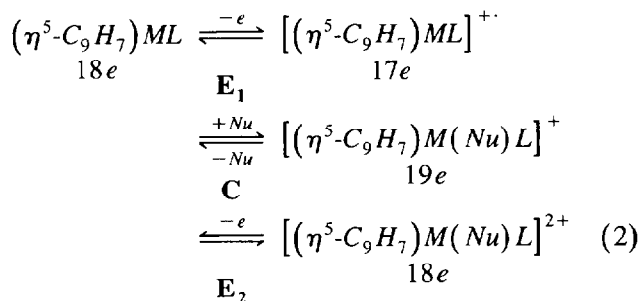 (η⁵-C₉H₇)ML ⇌ −e [(η⁵-C₉H₇)ML]⁺·
18e 17e
E₁
⇌ +Nu −Nu [(η⁵-C₉H₇)M(Nu)L]⁺
19e
C
⇌ −e [(η⁵-C₉H₇)M(Nu)L]²⁺ (2)
18e
E₂